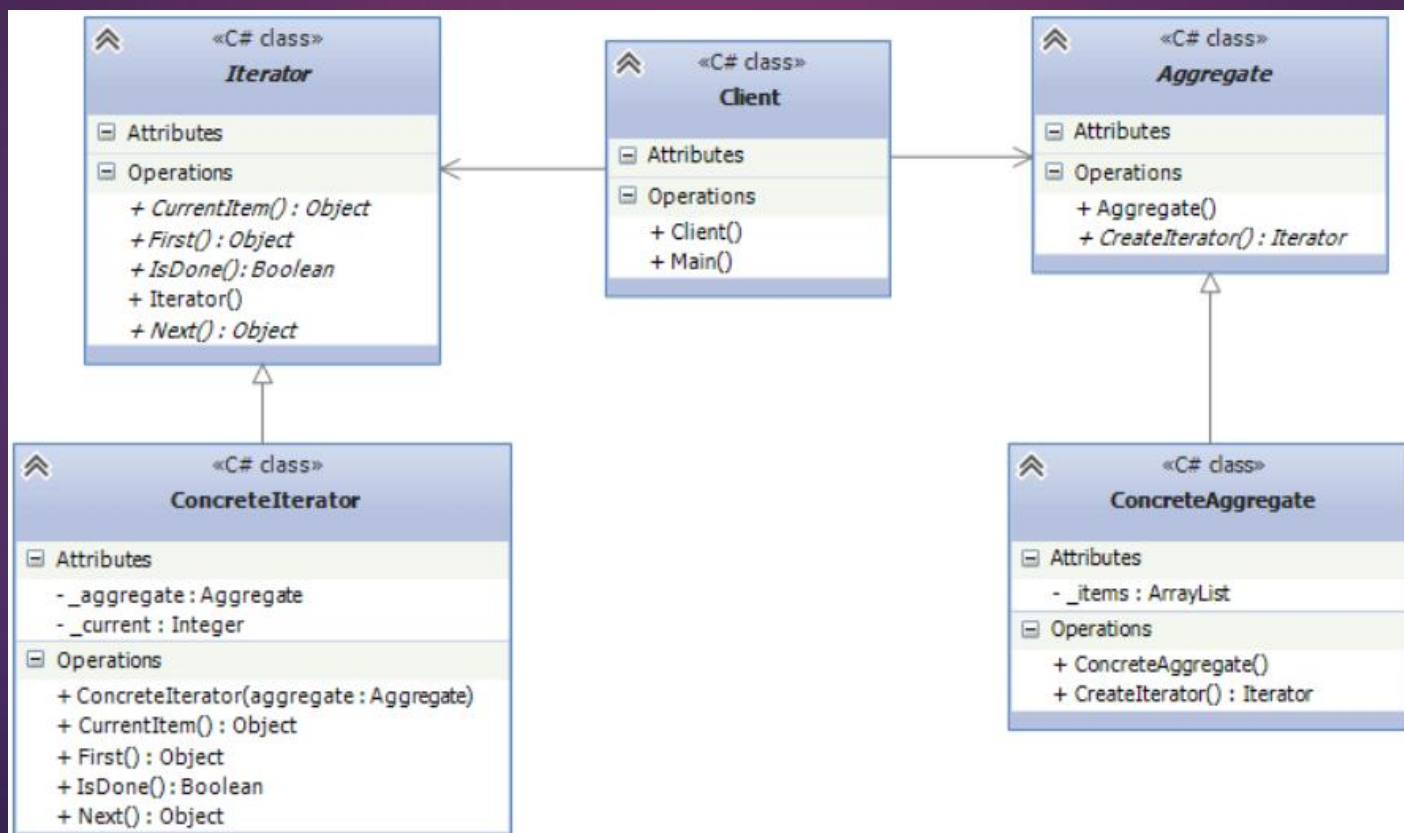 «C# class»
Iterator
Attributes
Operations
+ CurrentItem() : Object
+ First() : Object
+ IsDone(): Boolean
+ Iterator()
+ Next() : Object
«C# class»
Client
Attributes
Operations
+ Client()
+ Main()
«C# class»
Aggregate
Attributes
Operations
+ Aggregate()
+ CreateIterator() : Iterator
«C# class»
ConcreteIterator
Attributes
- _aggregate : Aggregate
- _current : Integer
Operations
+ ConcreteIterator(aggregate : Aggregate)
+ CurrentItem() : Object
+ First() : Object
+ IsDone(): Boolean
+ Next() : Object
«C# class»
ConcreteAggregate
Attributes
- _items : ArrayList
Operations
+ ConcreteAggregate()
+ CreateIterator() : Iterator